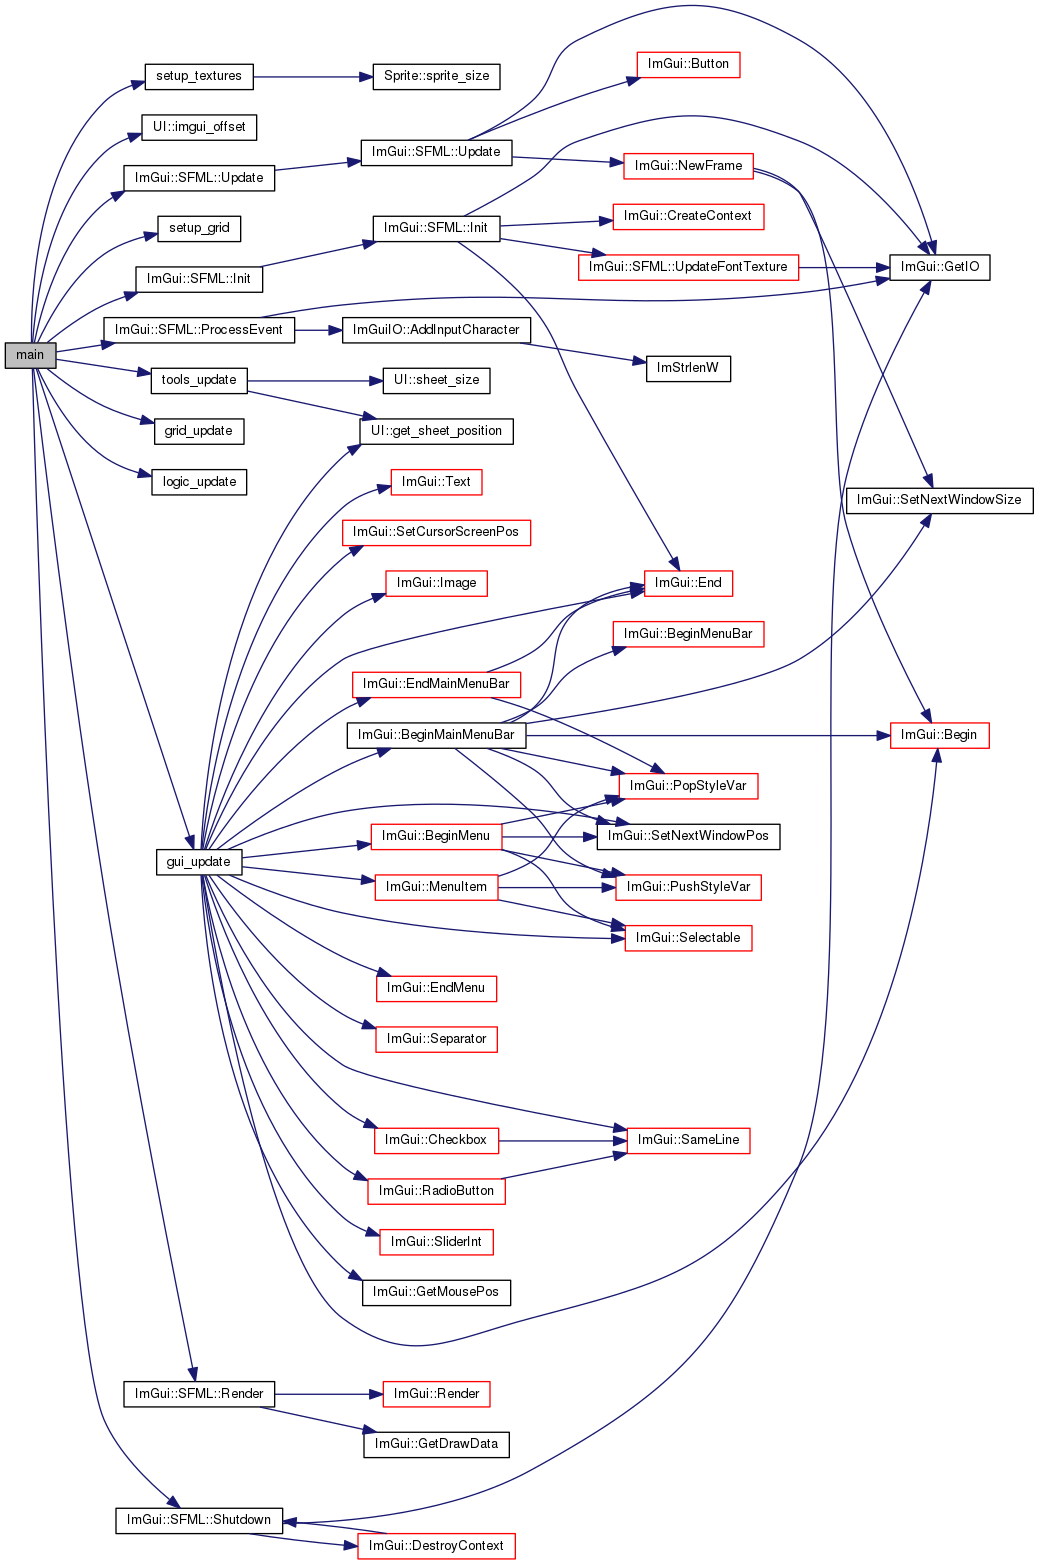 main
setup_textures
Sprite::sprite_size
UI::imgui_offset
ImGui::SFML::Update
setup_grid
ImGui::SFML::Init
ImGui::SFML::ProcessEvent
tools_update
grid_update
logic_update
gui_update
ImGui::SFML::Render
ImGui::SFML::Shutdown
ImGui::SFML::Update
ImGui::SFML::Init
ImGuiIO::AddInputCharacter
UI::sheet_size
UI::get_sheet_position
ImGui::Text
ImGui::SetCursorScreenPos
ImGui::Image
ImGui::EndMainMenuBar
ImGui::BeginMainMenuBar
ImGui::BeginMenu
ImGui::MenuItem
ImGui::EndMenu
ImGui::Separator
ImGui::Checkbox
ImGui::RadioButton
ImGui::SliderInt
ImGui::GetMousePos
ImGui::Render
ImGui::GetDrawData
ImGui::DestroyContext
ImGui::Button
ImGui::NewFrame
ImGui::CreateContext
ImGui::SFML::UpdateFontTexture
ImStrlenW
ImGui::End
ImGui::BeginMenuBar
ImGui::PopStyleVar
ImGui::SetNextWindowPos
ImGui::PushStyleVar
ImGui::Selectable
ImGui::SameLine
ImGui::GetIO
ImGui::SetNextWindowSize
ImGui::Begin